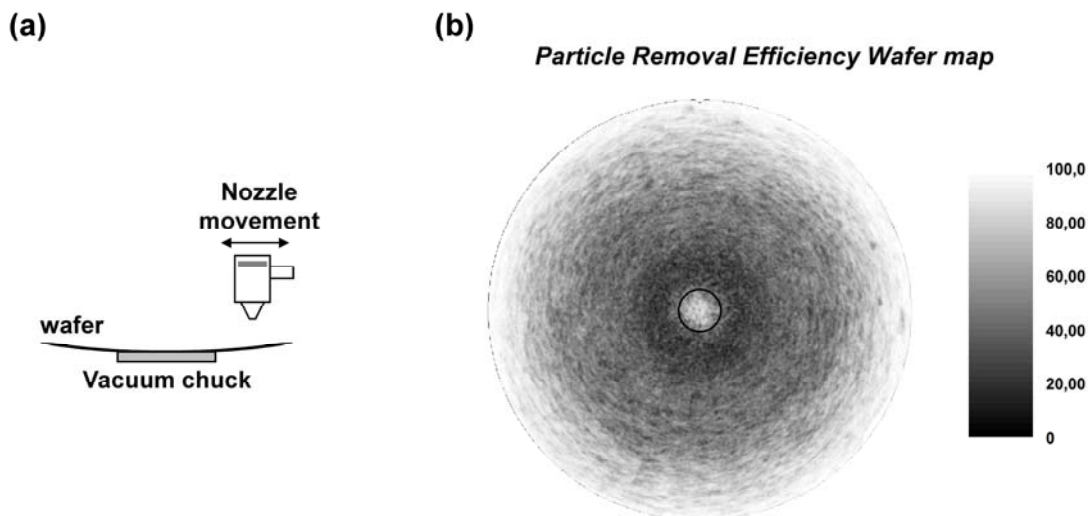 (a)
Nozzle
movement
wafer
Vacuum chuck
(b)
Particle Removal Efficiency Wafer map
100,0
80,00
60,00
40,00
20,00
0